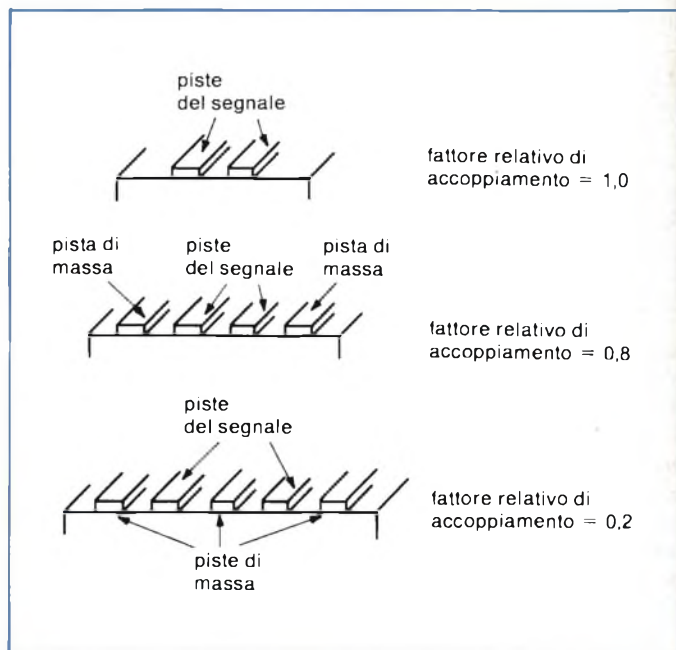 piste
del segnale
fattore relativo di
accoppiamento = 1,0
pista di
massa
piste
del segnale
pista di
massa
fattore relativo di
accoppiamento = 0,8
piste
del segnale
fattore relativo di
accoppiamento = 0,2
piste di
massa